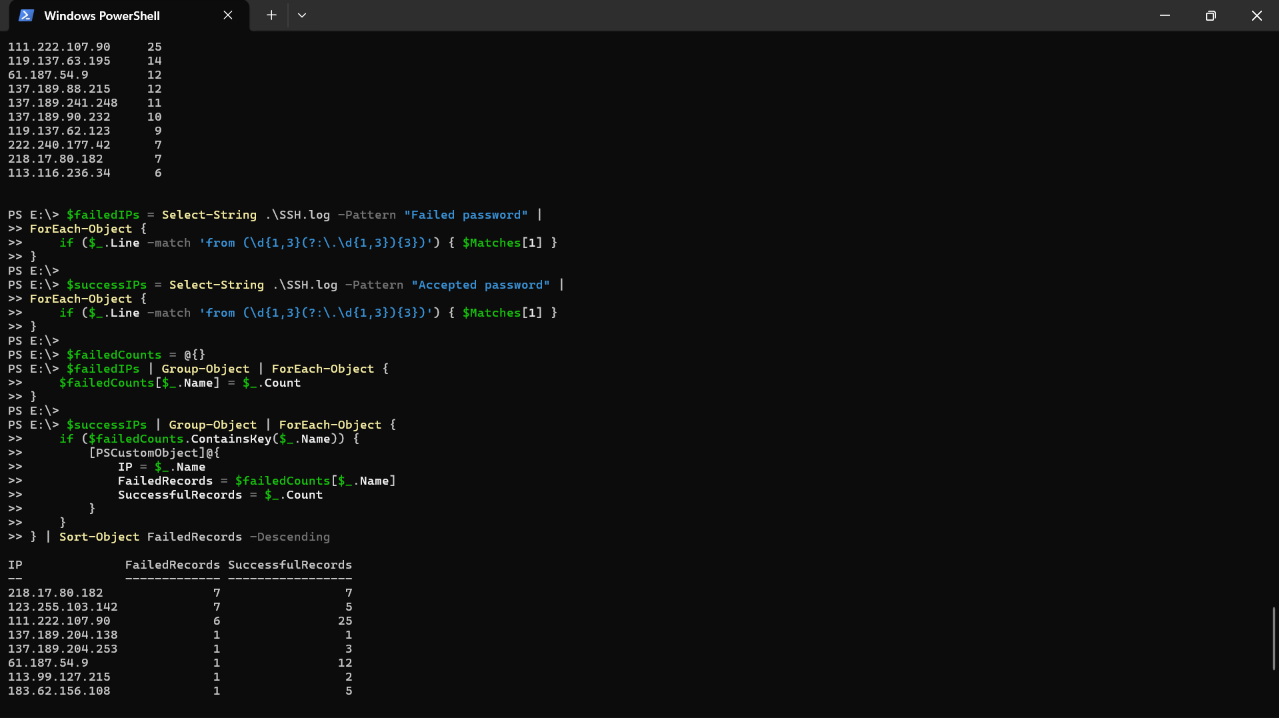 Windows PowerShell
111.222.107.90     25
119.137.63.195     14
61.187.54.9        12
137.189.88.215     12
137.189.241.248    11
137.189.90.232     10
119.137.62.123      9
222.240.177.42      7
218.17.80.182       7
113.116.236.34      6
PS E:\> $failedIPs = Select-String .\SSH.log -Pattern "Failed password" |
>> ForEach-Object {
>>     if ($_.Line -match 'from (\d{1,3}(?:\.\d{1,3}){3})') { $Matches[1] }
>> }
PS E:\>
PS E:\> $successIPs = Select-String .\SSH.log -Pattern "Accepted password" |
>> ForEach-Object {
>>     if ($_.Line -match 'from (\d{1,3}(?:\.\d{1,3}){3})') { $Matches[1] }
>> }
PS E:\>
PS E:\> $failedCounts = @{}
PS E:\> $failedIPs | Group-Object | ForEach-Object {
>>     $failedCounts[$_.Name] = $_.Count
>> }
PS E:\>
PS E:\> $successIPs | Group-Object | ForEach-Object {
>>     if ($failedCounts.ContainsKey($_.Name)) {
>>         [PSCustomObject]@{
>>             IP = $_.Name
>>             FailedRecords = $failedCounts[$_.Name]
>>             SuccessfulRecords = $_.Count
>>         }
>>     }
>> } | Sort-Object FailedRecords -Descending
IP              FailedRecords SuccessfulRecords
--              ------------- -----------------
218.17.80.182               7                 7
123.255.103.142             7                 5
111.222.107.90              6                25
137.189.204.138             1                 1
137.189.204.253             1                 3
61.187.54.9                 1                12
113.99.127.215              1                 2
183.62.156.108              1                 5